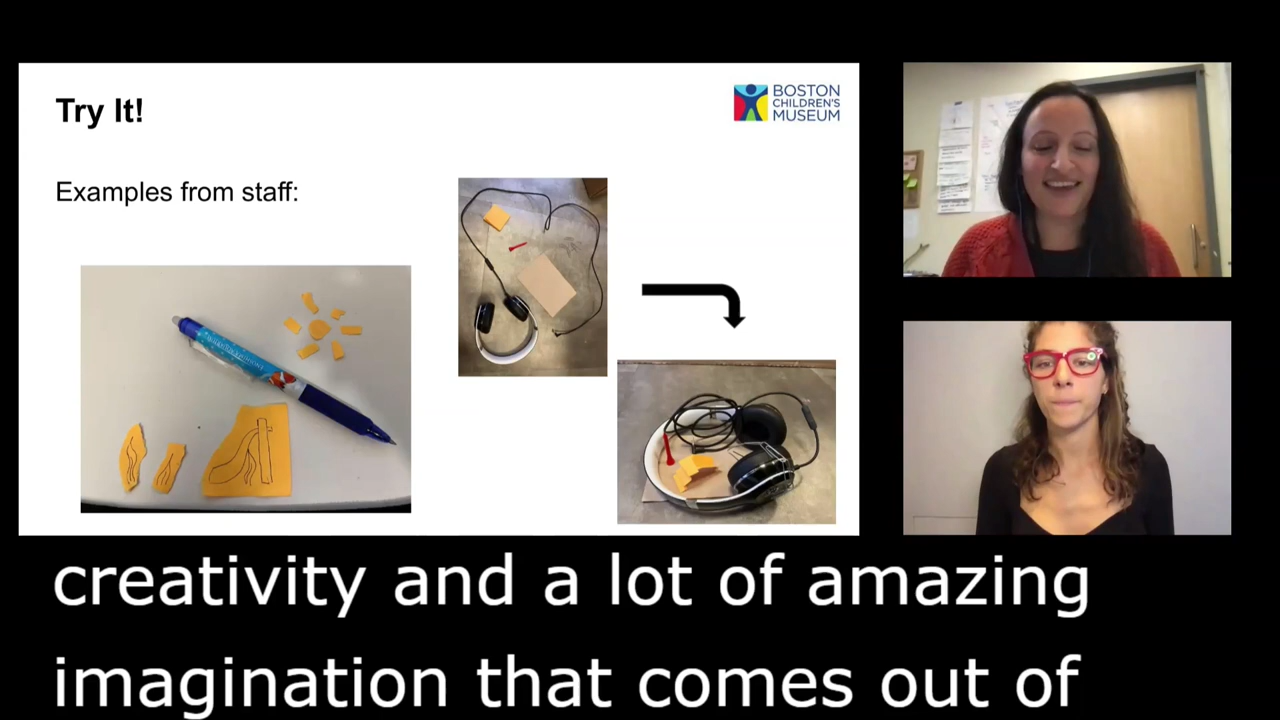 Try It!
BOSTON
CHILDREN'S
MUSEUM
Examples from staff:
creativity and a lot of amazing
imagination that comes out of